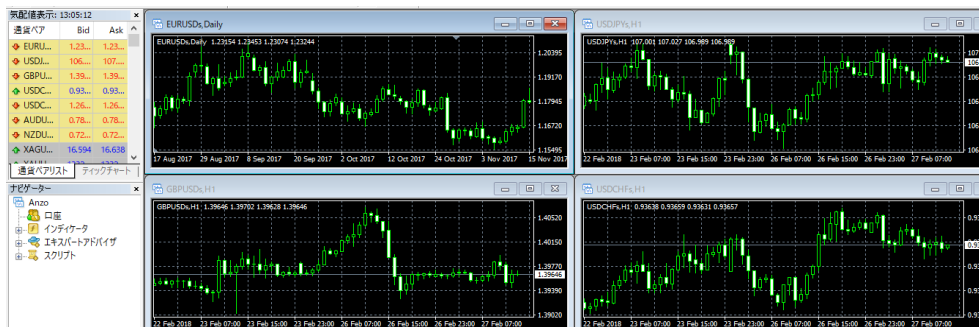 気配値表示: 13:05:12
通貨ペア Bid Ask
EURU... 1.23... 1.23...
USDJ... 106.... 107....
GBPU... 1.39... 1.39...
USDC... 0.93... 0.93...
USDC... 1.26... 1.26...
AUDU... 0.78... 0.78...
NZDU... 0.72... 0.72...
XAGU... 16.594 16.638
通貨ペアリスト ティックチャート
ナビゲーター
Anzo
口座
インディケータ
エキスパートアドバイザ
スクリプト
EURUSDs,Daily
EURUSDs,Daily 1.23154 1.23453 1.23074 1.23244
1.20395
1.19170
1.17945
1.16720
1.15495
17 Aug 2017 29 Aug 2017 8 Sep 2017 20 Sep 2017 2 Oct 2017 12 Oct 2017 24 Oct 2017 3 Nov 2017 15 Nov 2017
USDJPYs,H1
USDJPYs,H1 107.001 107.027 106.989 106.989
22 Feb 2018 23 Feb 07:00 23 Feb 15:00 23 Feb 23:00 26 Feb 07:00 26 Feb 15:00 26 Feb 23:00 27 Feb 07:00
GBPUSDs,H1
GBPUSDs,H1 1.39646 1.39702 1.39628 1.39646
1.40520
1.40150
1.39770
1.39646
1.39390
1.39020
22 Feb 2018 23 Feb 07:00 23 Feb 15:00 23 Feb 23:00 26 Feb 07:00 26 Feb 15:00 26 Feb 23:00 27 Feb 07:00
USDCHFs,H1
USDCHFs,H1 0.93638 0.93659 0.93631 0.93657
22 Feb 2018 23 Feb 07:00 23 Feb 15:00 23 Feb 23:00 26 Feb 07:00 26 Feb 15:00 26 Feb 23:00 27 Feb 07:00